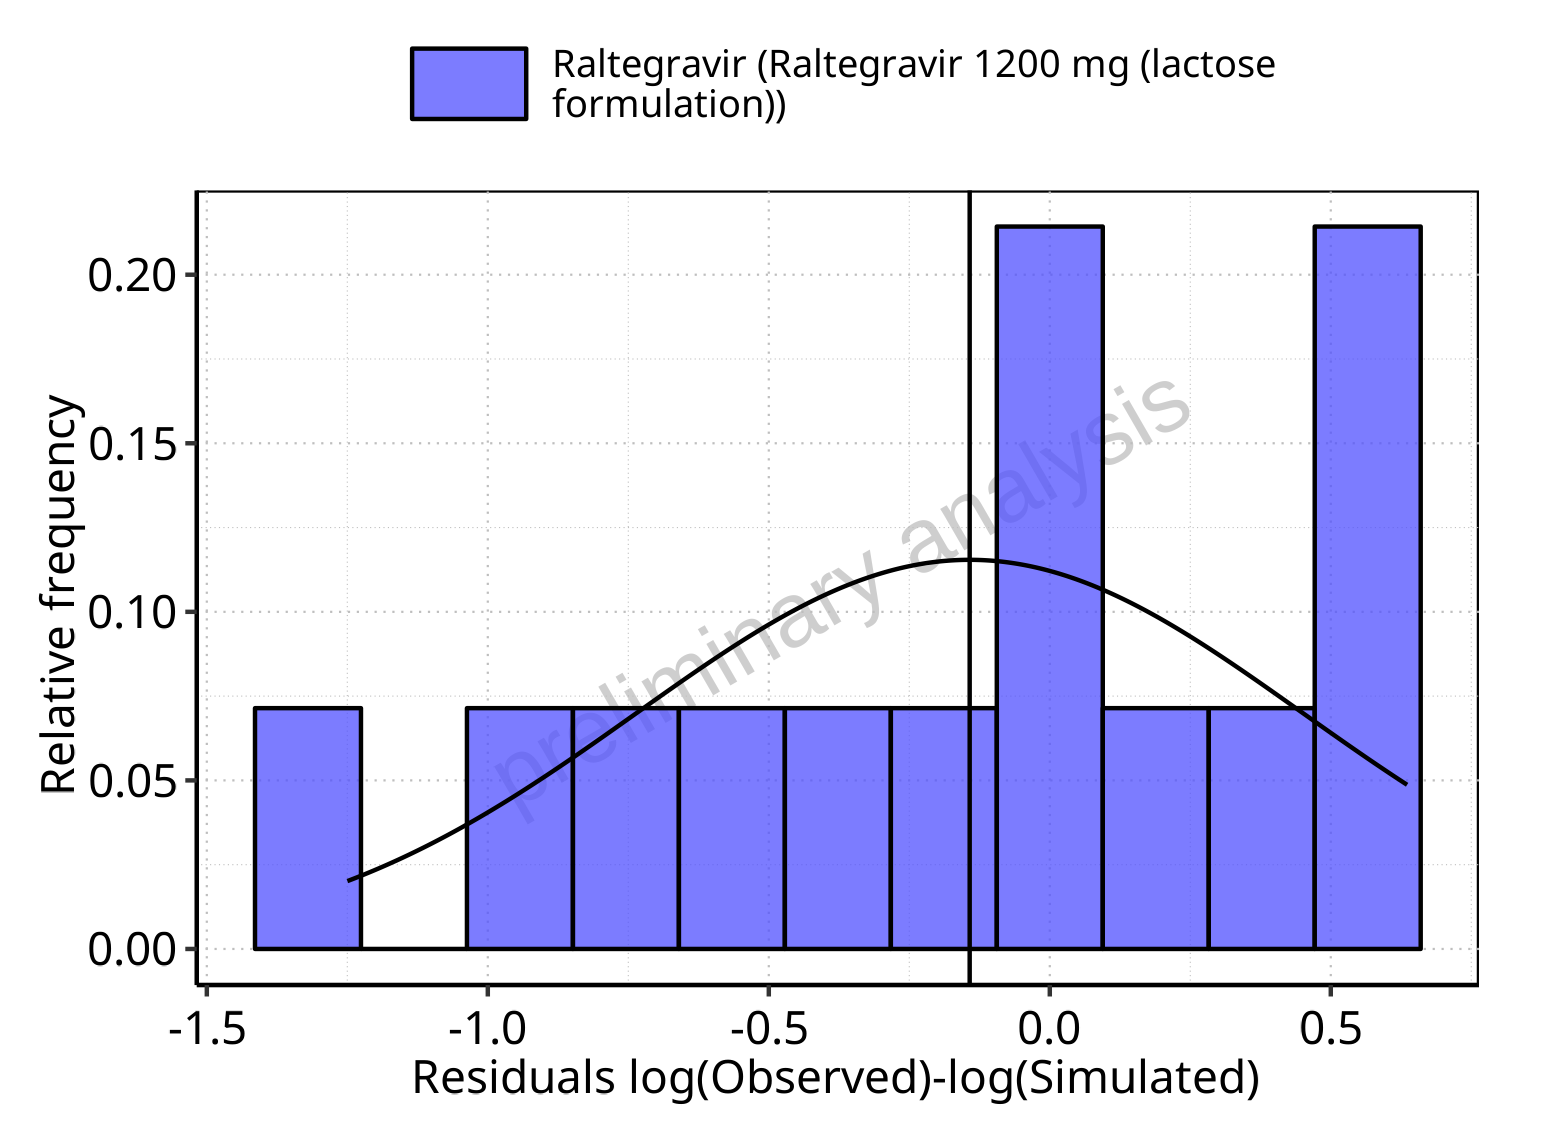 Raltegravir (Raltegravir 1200 mg (lactose
formulation))
Relative frequency
0.20
0.15
0.10
0.05
0.00
preliminary analysis
-1.5
-1.0
-0.5
0.0
0.5
Residuals log(Observed)-log(Simulated)